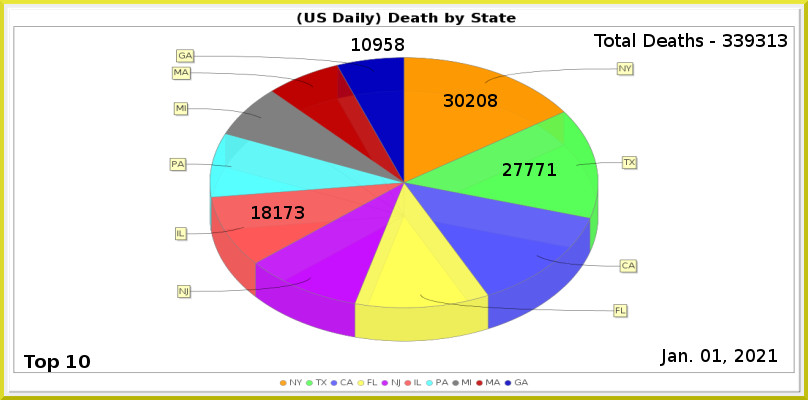 (US Daily) Death by State
Total Deaths - 339313
10958
GA
MA
NY
30208
MI
PA
TX
27771
18173
IL
CA
NJ
FL
Top 10
Jan. 01, 2021
NY TX CA FL NJ IL PA MI MA GA